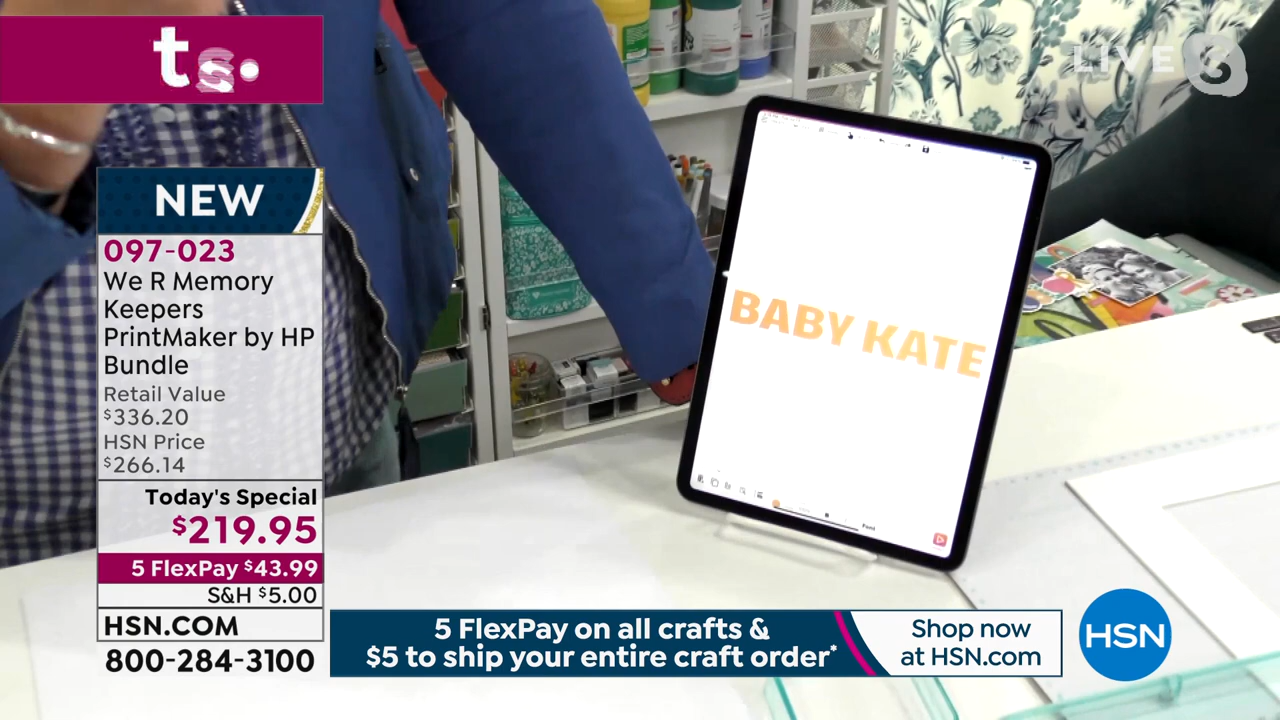 ts.
LIVE
NEW
097-023
We R Memory
Keepers
PrintMaker by HP
Bundle
Retail Value
$336.20
HSN Price
$266.14
Today's Special
$219.95
5 FlexPay $43.99
S&H $5.00
HSN.COM
800-284-3100
BABY KATE
Font
5 FlexPay on all crafts &
$5 to ship your entire craft order*
Shop now
at HSN.com
HSN